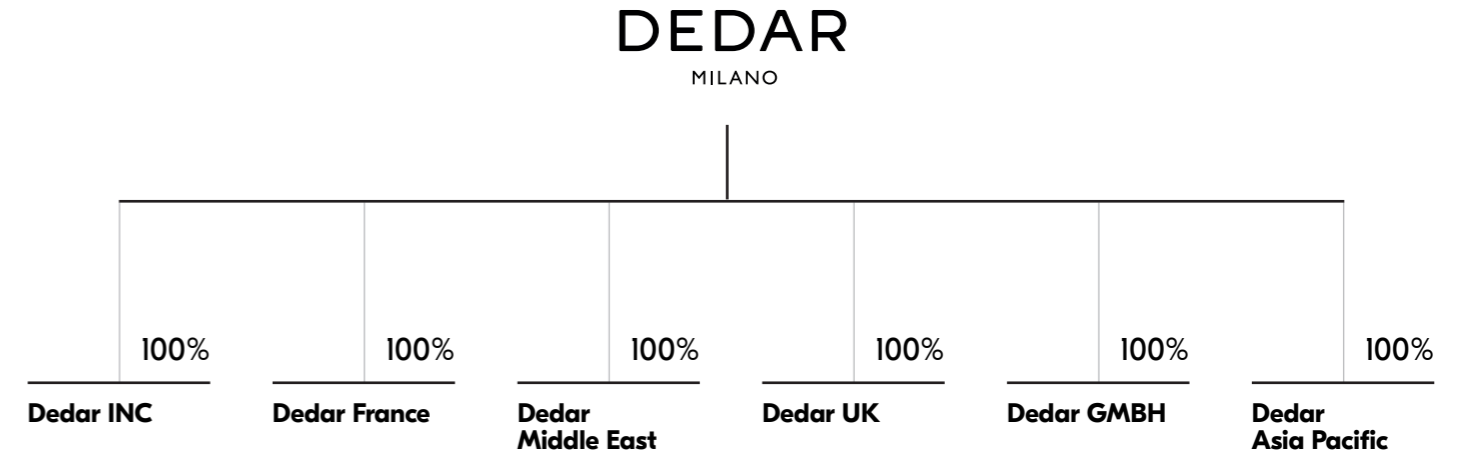 DEDAR
MILANO
100%
100%
100%
100%
100%
100%
Dedar INC
Dedar France
Dedar
Middle East
Dedar UK
Dedar GMBH
Dedar
Asia Pacific